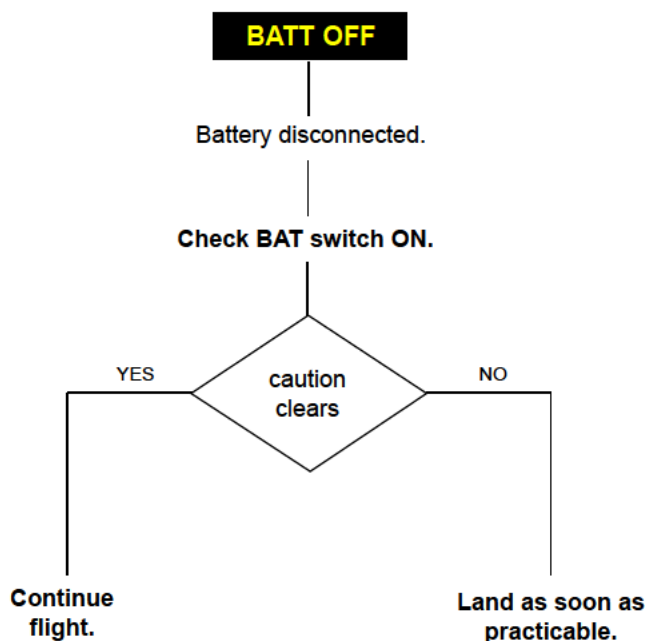 BATT OFF
Battery disconnected.
Check BAT switch ON.
YES
caution
clears
NO
Continue
flight.
Land as soon as
practicable.